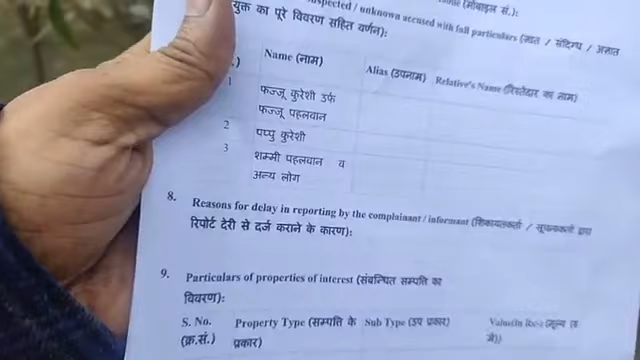 suspected / unknown accused with full particulars (ज्ञात / संदिग्ध / अज्ञात
का पूरे विवरण सहित वर्णन):
Name (नाम) Alias (उपनाम) Relative's Name (रिश्तेदार का नाम)
1 फज्जू कुरेशी उर्फ
फज्जू पहलवान
2 पप्पु कुरेशी
3 शम्मी पहलवान व
अन्य लोग
8. Reasons for delay in reporting by the complainant / informant (शिकायतकर्ता / सूचनाकर्ता द्वारा
रिपोर्ट देरी से दर्ज कराने के कारण):
9. Particulars of properties of interest (संबन्धित सम्पत्ति का
विवरण):
S. No. Property Type (सम्पत्ति के Sub Type (उप प्रकार)
(क्र.सं.) प्रकार)